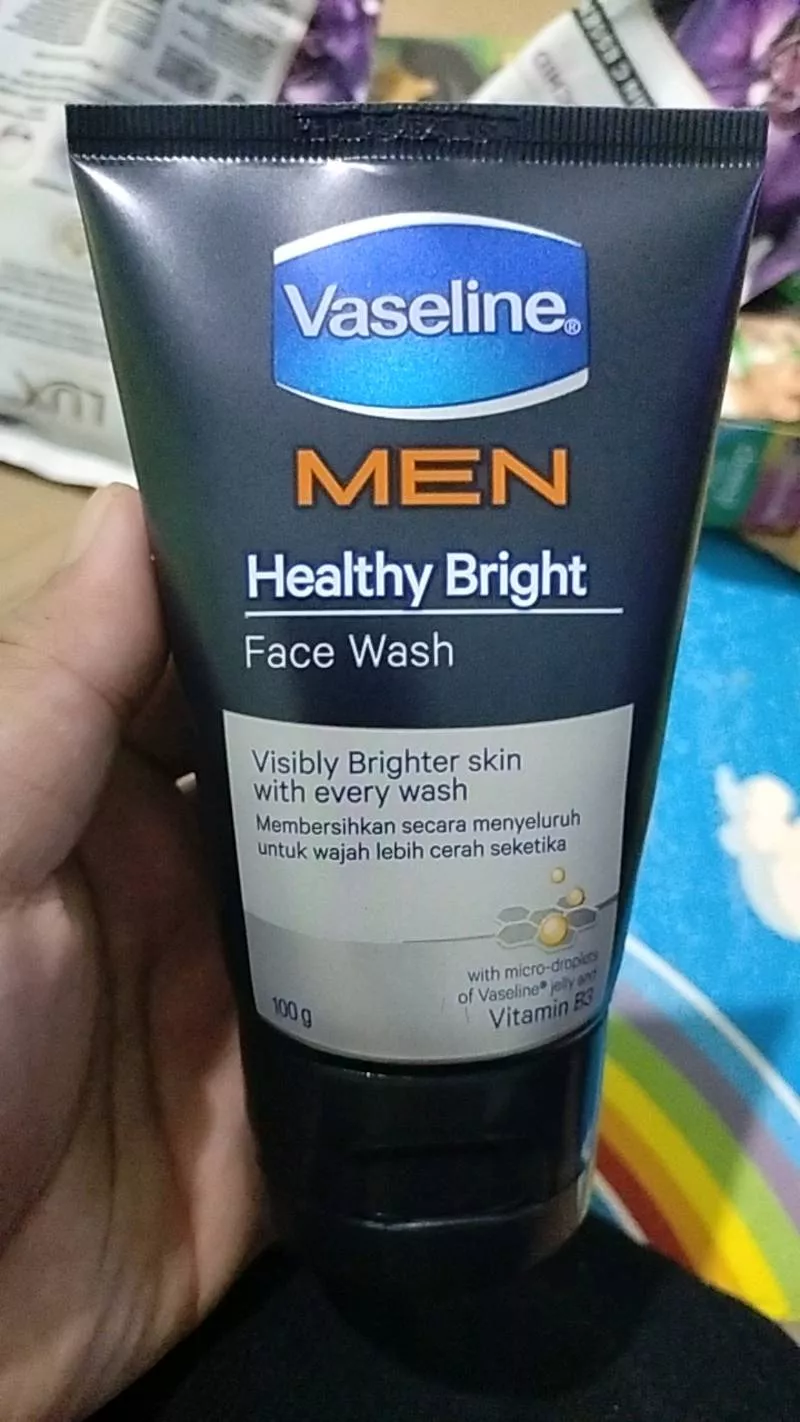 Vaseline®
MEN
Healthy Bright
Face Wash
Visibly Brighter skin
with every wash
Membersihkan secara menyeluruh
untuk wajah lebih cerah seketika
with micro-droplets
of Vaseline® jelly and
Vitamin B3
100 g
LUX